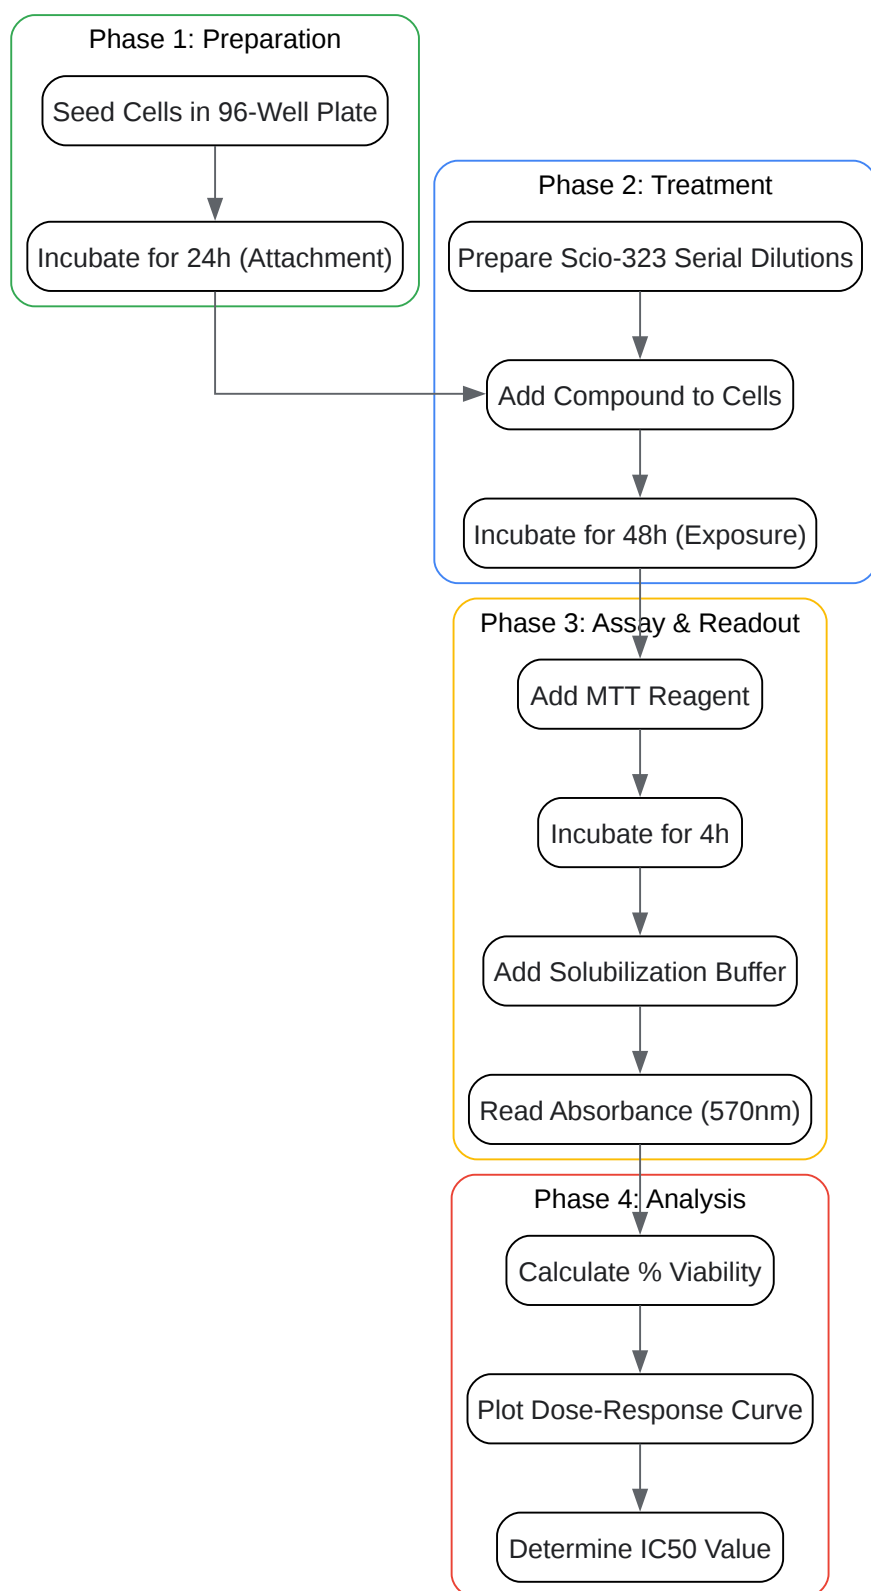 Phase 1: Preparation
Seed Cells in 96-Well Plate
Incubate for 24h (Attachment)
Phase 2: Treatment
Prepare Scio-323 Serial Dilutions
Add Compound to Cells
Incubate for 48h (Exposure)
Phase 3: Assay & Readout
Add MTT Reagent
Incubate for 4h
Add Solubilization Buffer
Read Absorbance (570nm)
Phase 4: Analysis
Calculate % Viability
Plot Dose-Response Curve
Determine IC50 Value